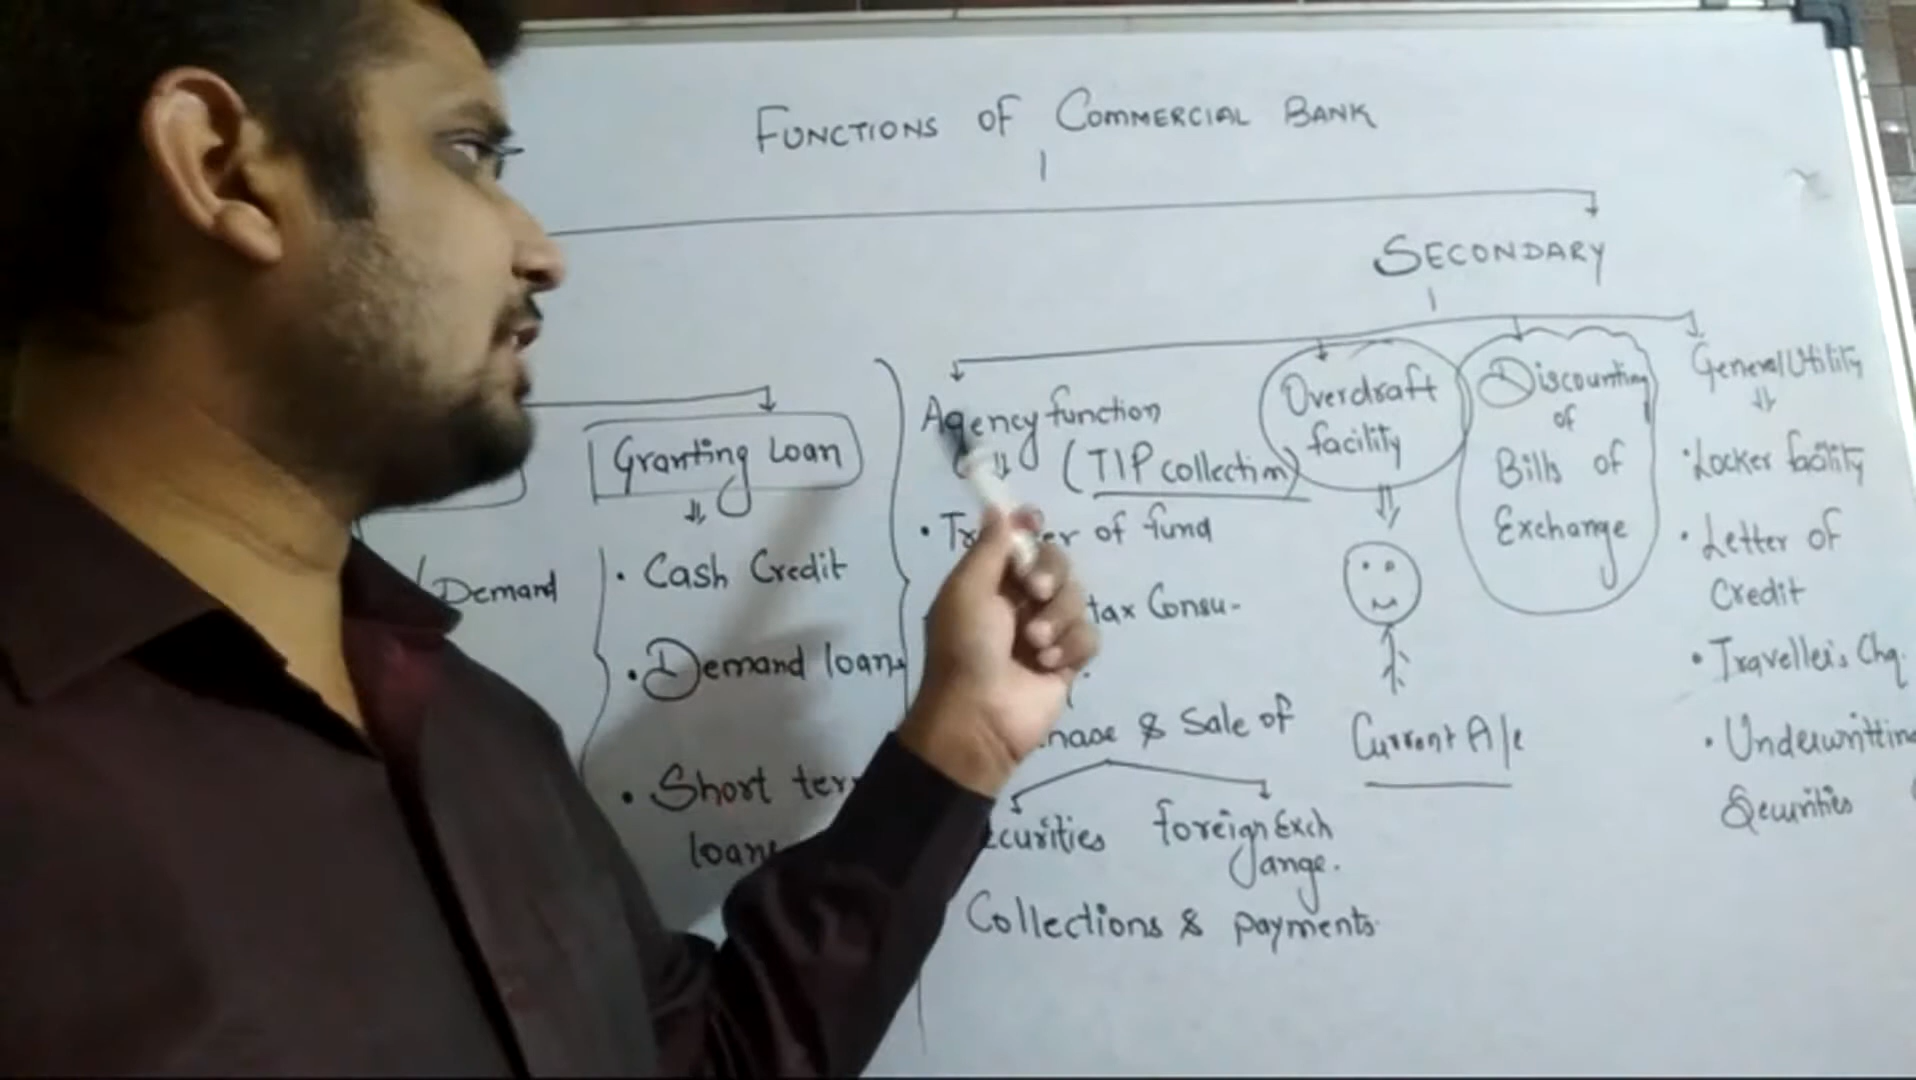 FUNCTIONS OF COMMERCIAL BANK
SECONDARY
Granting Loan
Demand
• Cash Credit
• Demand loans
• Short
loans
Agency function
(TIP collection)
of fund
tax Consu-
& Sale of
foreign Exch
ange.
Collections & payments
Overdraft
facility
Current A/c
Discounting
of
Bills of
Exchange
General Utility
• Locker facility
• Letter of
Credit
• Traveller's Chq.
• Underwritting
Securities